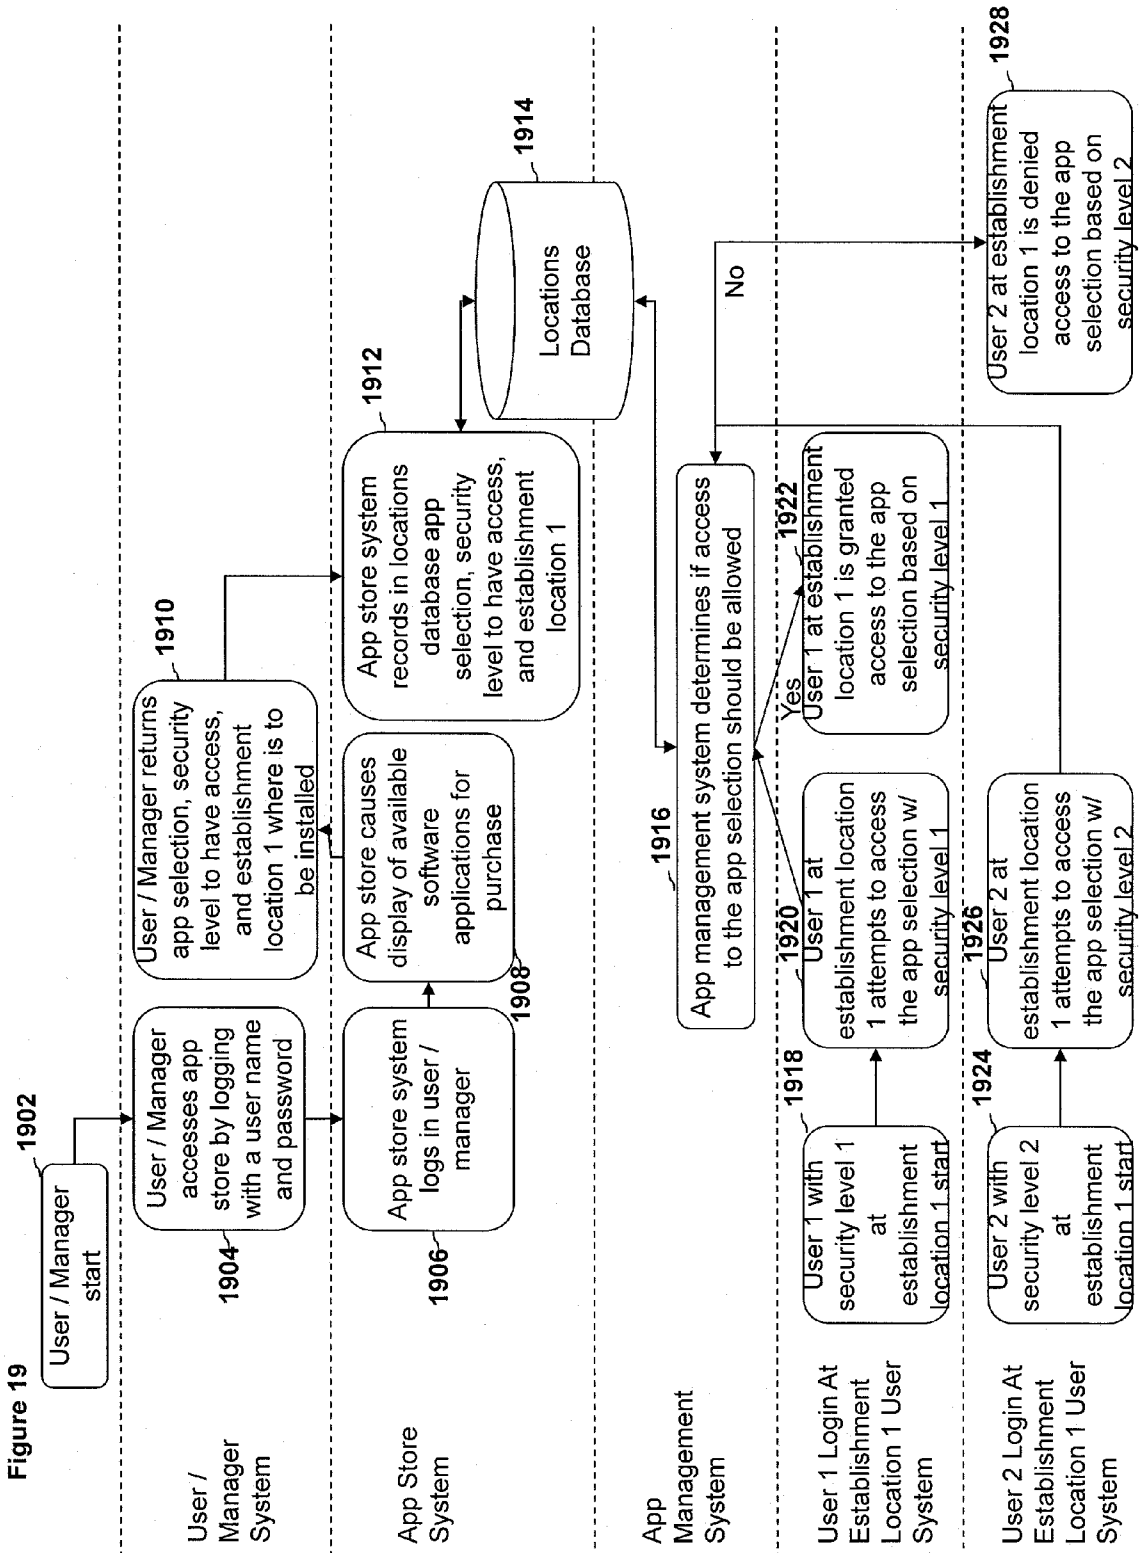 Figure 19
User / Manager
start
1902
User /
Manager
System
User / Manager
accesses app
store by logging
with a user name
and password
1904
User / Manager returns
app selection, security
level to have access,
and establishment
location 1 where is to
be installed
1910
App Store
System
App store system
logs in user /
manager
1906
App store causes
display of available
software
applications for
purchase
1908
App store system
records in locations
database app
selection, security
level to have access,
and establishment
location 1
1912
Locations
Database
1914
App
Management
System
1916
App management system determines if access
to the app selection should be allowed
Yes
No
User 1 Login At
Establishment
Location 1 User
System
1918
User 1 with
security level 1
at
establishment
location 1 start
1920
User 1 at
establishment location
1 attempts to access
the app selection w/
security level 1
1922
User 1 at establishment
location 1 is granted
access to the app
selection based on
security level 1
User 2 Login At
Establishment
Location 1 User
System
1924
User 2 with
security level 2
at
establishment
location 1 start
1926
User 2 at
establishment location
1 attempts to access
the app selection w/
security level 2
1928
User 2 at establishment
location 1 is denied
access to the app
selection based on
security level 2